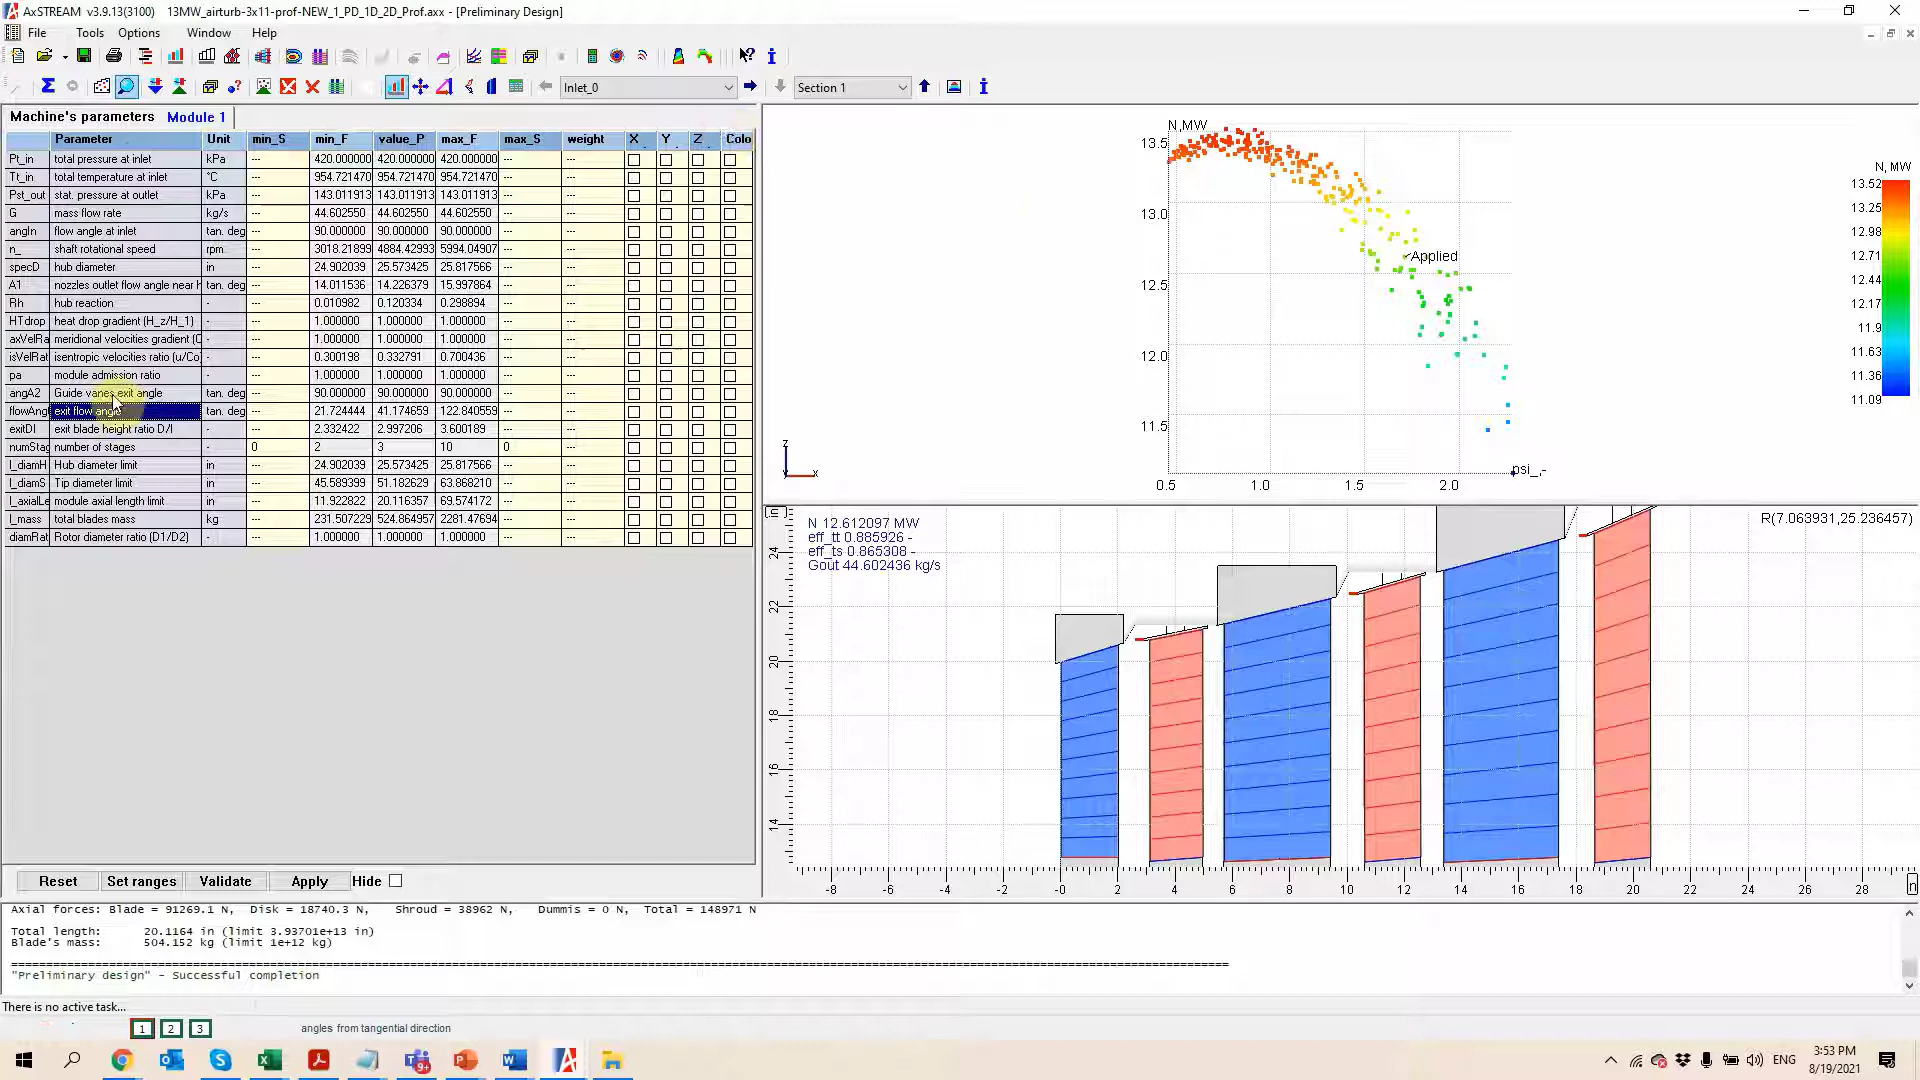 AxSTREAM v3.9.13(3100) 13MW_airturb-3x11-prof-NEW_1_PD_1D_2D_Prof.axx - [Preliminary Design]
File Tools Options Window Help
Inlet_0 Section 1
Machine's parameters Module 1
Parameter Unit min_S min_F value_P max_F max_S weight X Y Z Colo
Pt_in total pressure at inlet kPa --- 420.000000 420.000000 420.000000 --- ---
Tt_in total temperature at inlet °C --- 954.721470 954.721470 954.721470 --- ---
Pst_out stat. pressure at outlet kPa --- 143.011913 143.011913 143.011913 --- ---
G mass flow rate kg/s --- 44.602550 44.602550 44.602550 --- ---
angIn flow angle at inlet tan. deg --- 90.000000 90.000000 90.000000 --- ---
n_ shaft rotational speed rpm --- 3018.21899 4884.42993 5994.04907 --- ---
specD hub diameter in --- 24.902039 25.573425 25.817566 --- ---
A1 nozzles outlet flow angle near h tan. deg --- 14.011536 14.226379 15.997864 --- ---
Rh hub reaction - --- 0.010982 0.120334 0.298894 --- ---
HTdrop heat drop gradient (H_z/H_1) - --- 1.000000 1.000000 1.000000 --- ---
axVelRa meridional velocities gradient (C - --- 1.000000 1.000000 1.000000 --- ---
isVelRat isentropic velocities ratio (u/Co) - --- 0.300198 0.332791 0.700436 --- ---
pa module admission ratio - --- 1.000000 1.000000 1.000000 --- ---
angA2 Guide vanes exit angle tan. deg --- 90.000000 90.000000 90.000000 --- ---
flowAng exit flow angle tan. deg --- 21.724444 41.174659 122.840559 --- ---
exitDl exit blade height ratio D/l - --- 2.332422 2.997206 3.600189 --- ---
numStag number of stages - 0 2 3 10 0 ---
l_diamH Hub diameter limit in --- 24.902039 25.573425 25.817566 --- ---
l_diamS Tip diameter limit in --- 45.589399 51.182629 63.868210 --- ---
l_axialLe module axial length limit in --- 11.922822 20.116357 69.574172 --- ---
l_mass total blades mass kg --- 231.507229 524.864957 2281.47694 --- ---
diamRat Rotor diameter ratio (D1/D2) - --- 1.000000 1.000000 1.000000 --- ---
Reset Set ranges Validate Apply Hide
N,MW
13.5
13.0
12.5
12.0
11.5
0.5 1.0 1.5 2.0
psi_,-
Applied
z
x
N, MW
13.52
13.25
12.98
12.71
12.44
12.17
11.9
11.63
11.36
11.09
[in]
N 12.612097 MW
eff_tt 0.885926 -
eff_ts 0.865308 -
Gout 44.602436 kg/s
R(7.063931,25.236457)
24
22
20
18
16
14
-8 -6 -4 -2 -0 2 4 6 8 10 12 14 16 18 20 22 24 26 28
Axial forces: Blade = 91269.1 N, Disk = 18740.3 N, Shroud = 38962 N, Dummis = 0 N, Total = 148971 N
Total length: 20.1164 in (limit 3.93701e+13 in)
Blade's mass: 504.152 kg (limit 1e+12 kg)
"Preliminary design" - Successful completion
There is no active task...
1 2 3 angles from tangential direction
9+
ENG
3:53 PM
8/19/2021